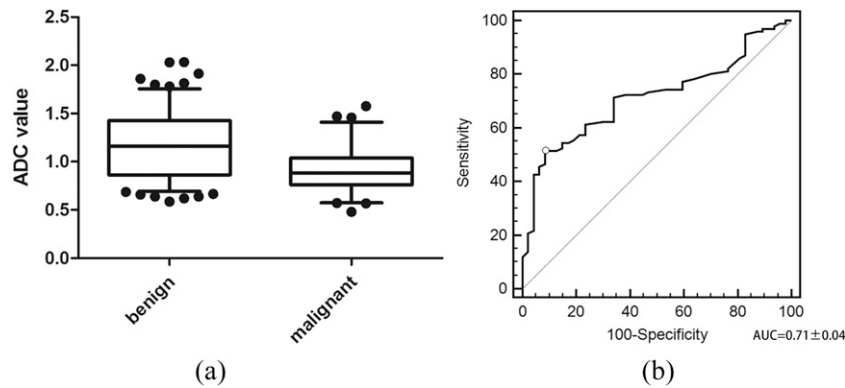 2.5
2.0
1.5
1.0
0.5
0.0
ADC value
benign
malignant
(a)
100
80
60
40
20
0
Sensitivity
0 20 40 60 80 100
100-Specificity
AUC=0.71±0.04
(b)